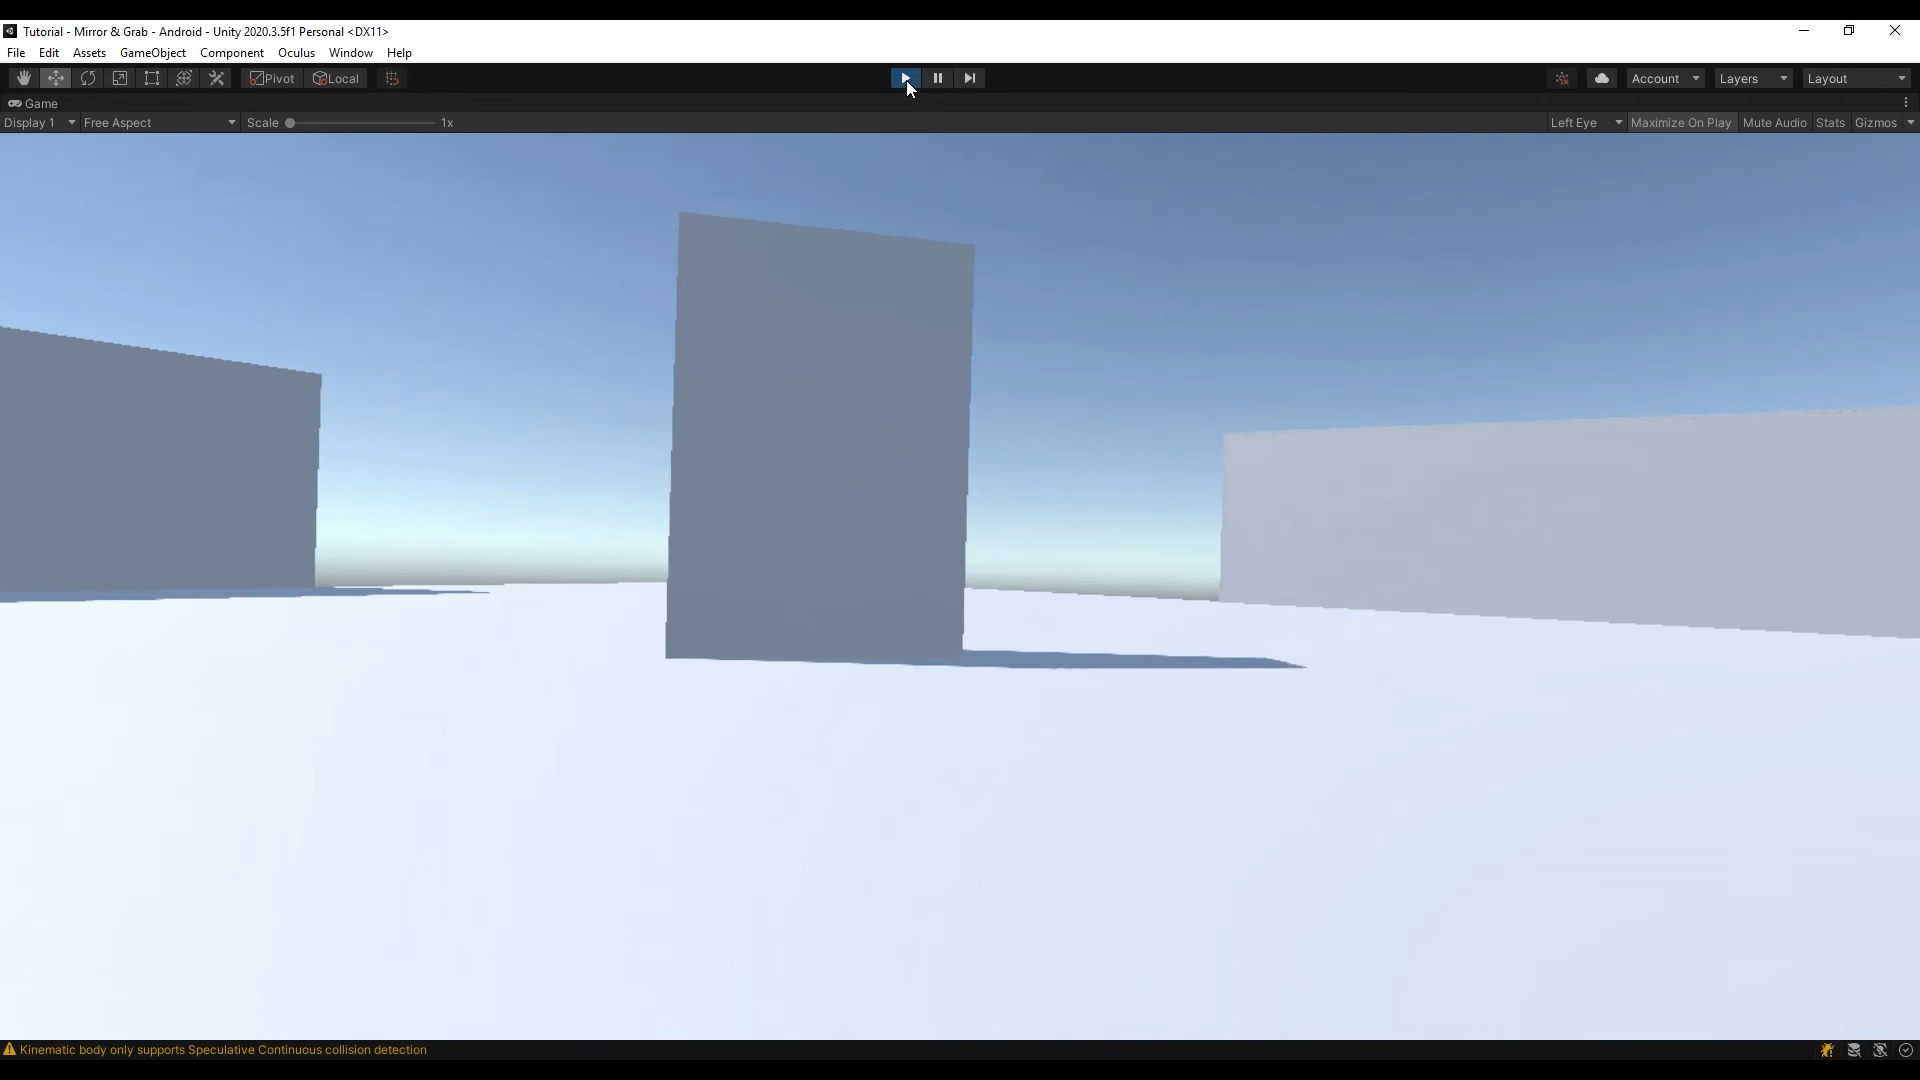 Tutorial - Mirror & Grab - Android - Unity 2020.3.5f1 Personal <DX11>
File Edit Assets GameObject Component Oculus Window Help
Pivot Local Account Layers Layout
Game
Display 1 Free Aspect Scale 1x Left Eye Maximize On Play Mute Audio Stats Gizmos
Kinematic body only supports Speculative Continuous collision detection